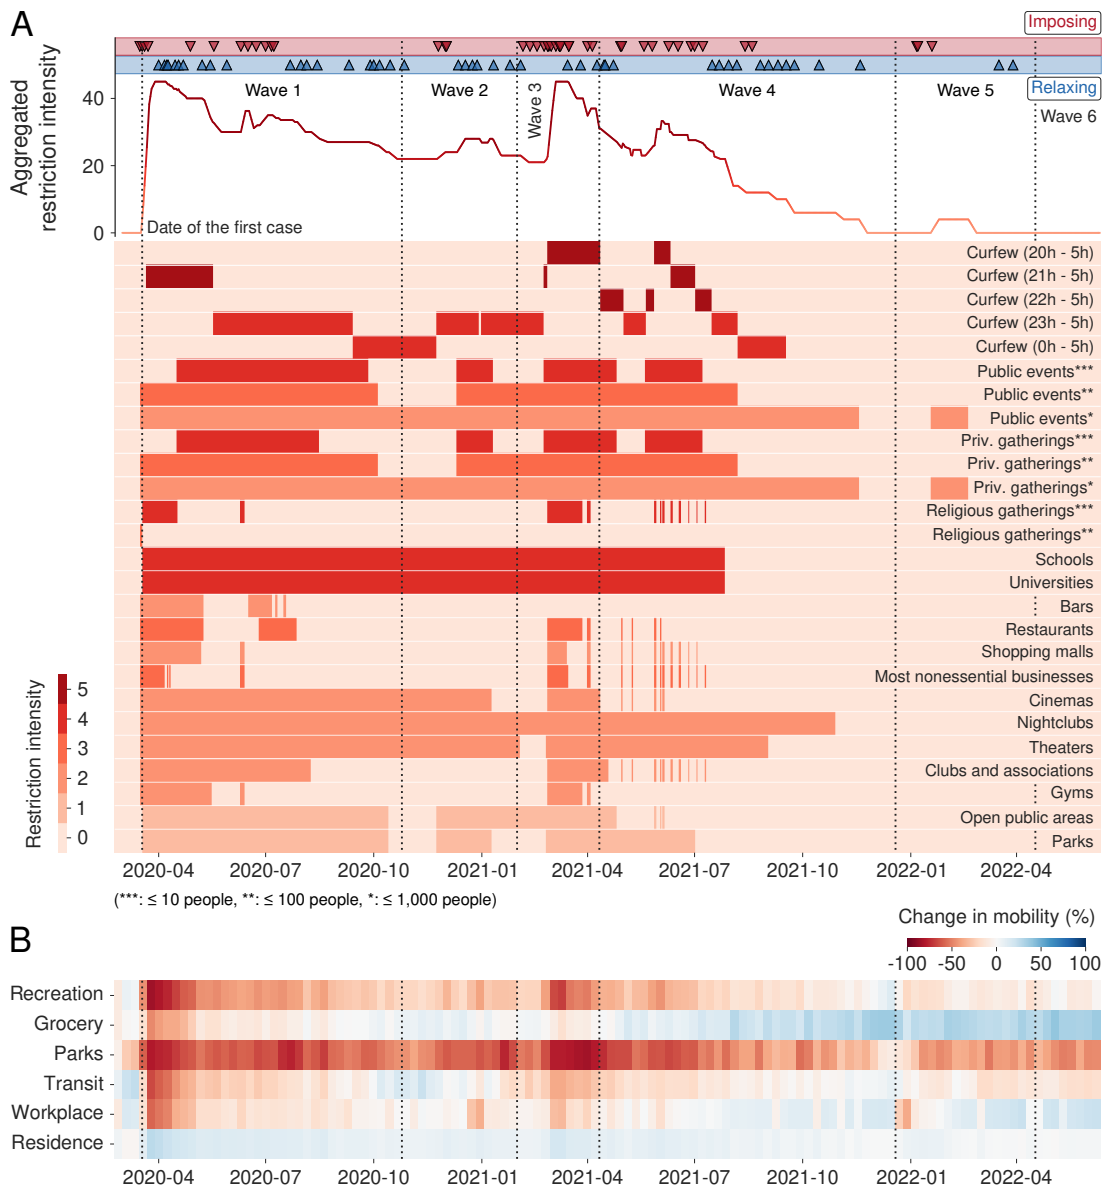 A
Imposing
Relaxing
Aggregated
restriction intensity
40
20
0
Wave 1
Wave 2
Wave 3
Wave 4
Wave 5
Wave 6
Date of the first case
Curfew (20h - 5h)
Curfew (21h - 5h)
Curfew (22h - 5h)
Curfew (23h - 5h)
Curfew (0h - 5h)
Public events***
Public events**
Public events*
Priv. gatherings***
Priv. gatherings**
Priv. gatherings*
Religious gatherings***
Religious gatherings**
Schools
Universities
Bars
Restaurants
Shopping malls
Most nonessential businesses
Cinemas
Nightclubs
Theaters
Clubs and associations
Gyms
Open public areas
Parks
Restriction intensity
5
4
3
2
1
0
2020-04 2020-07 2020-10 2021-01 2021-04 2021-07 2021-10 2022-01 2022-04
(***: ≤ 10 people, **: ≤ 100 people, *: ≤ 1,000 people)
B
Change in mobility (%)
-100 -50 0 50 100
Recreation
Grocery
Parks
Transit
Workplace
Residence
2020-04 2020-07 2020-10 2021-01 2021-04 2021-07 2021-10 2022-01 2022-04